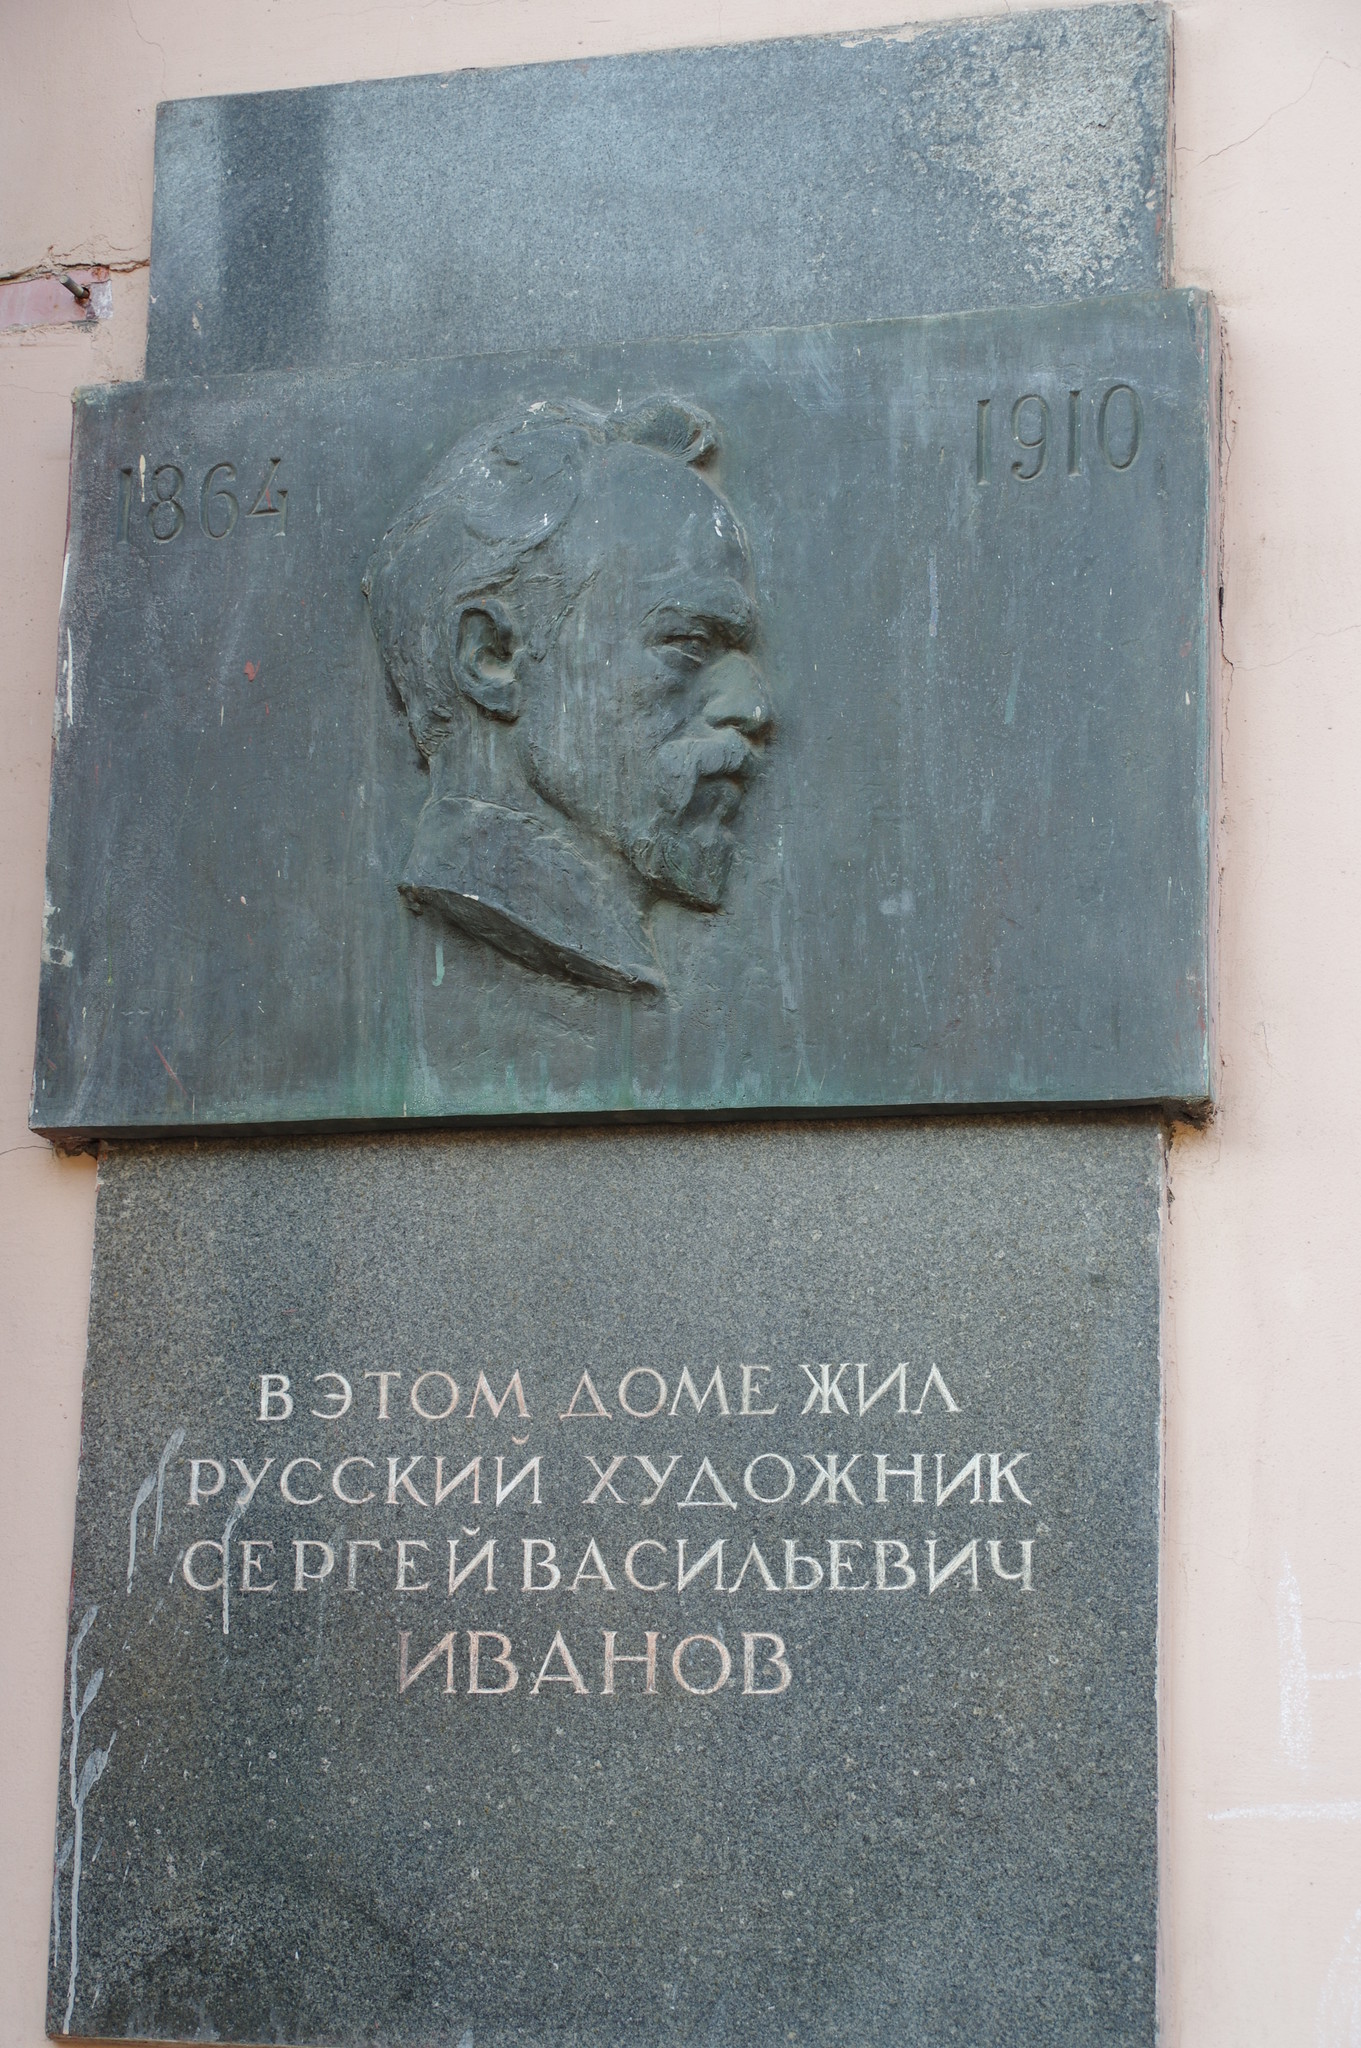 1864 1910
В ЭТОМ ДОМЕ ЖИЛ
РУССКИЙ ХУДОЖНИК
СЕРГЕЙ ВАСИЛЬЕВИЧ
ИВАНОВ